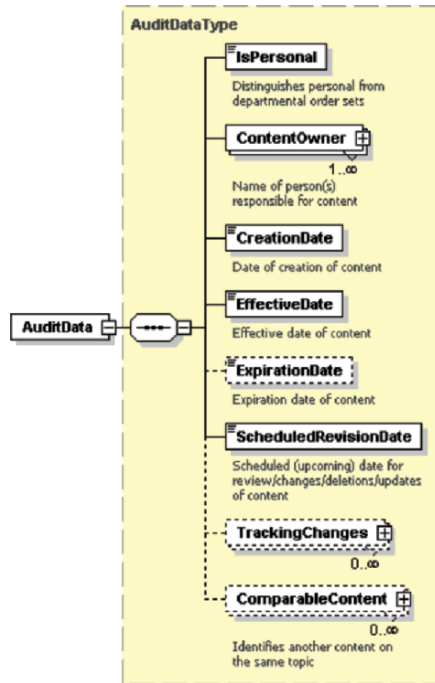 AuditDataType
IsPersonal
Distinguishes personal from
departmental order sets
ContentOwner
1..∞
Name of person(s)
responsible for content
CreationDate
Date of creation of content
AuditData
EffectiveDate
Effective date of content
ExpirationDate
Expiration date of content
ScheduledRevisionDate
Scheduled (upcoming) date for
review/changes/deletions/updates
of content
TrackingChanges
0..∞
ComparableContent
0..∞
Identifies another content on
the same topic